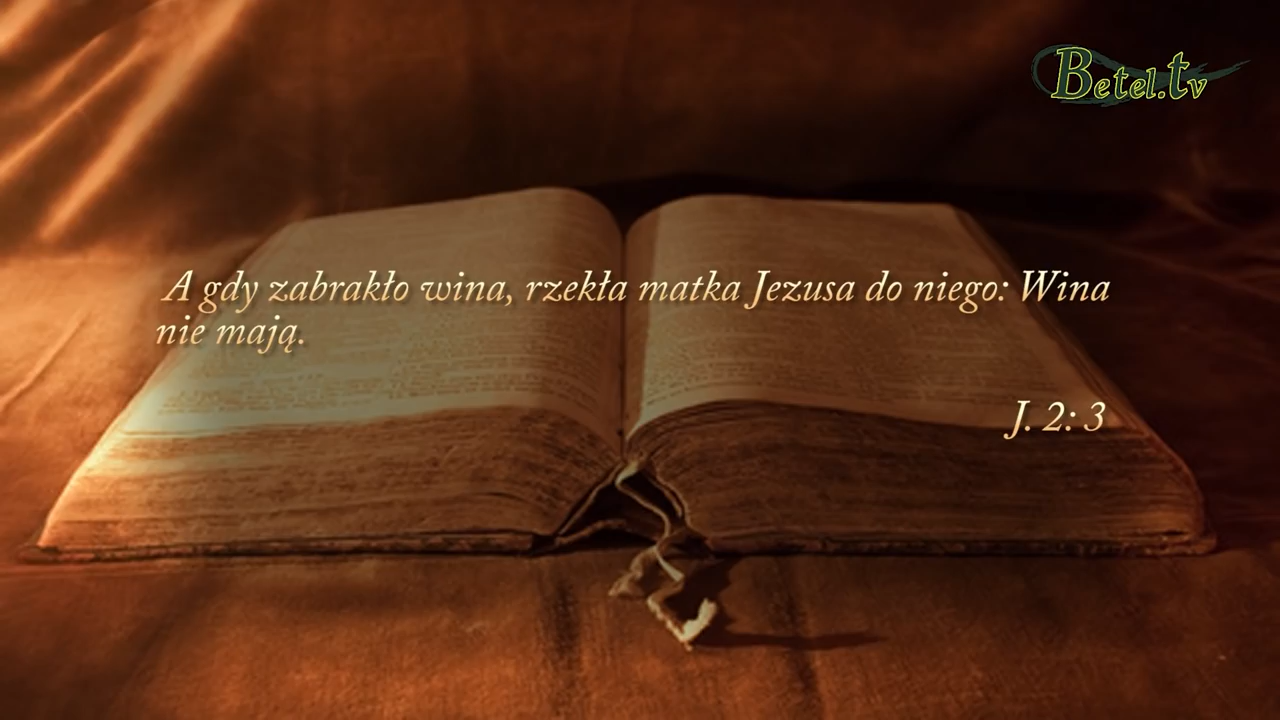 Betel.tv
A gdy zabrakło wina, rzekła matka Jezusa do niego: Wina
nie mają.
J. 2: 3